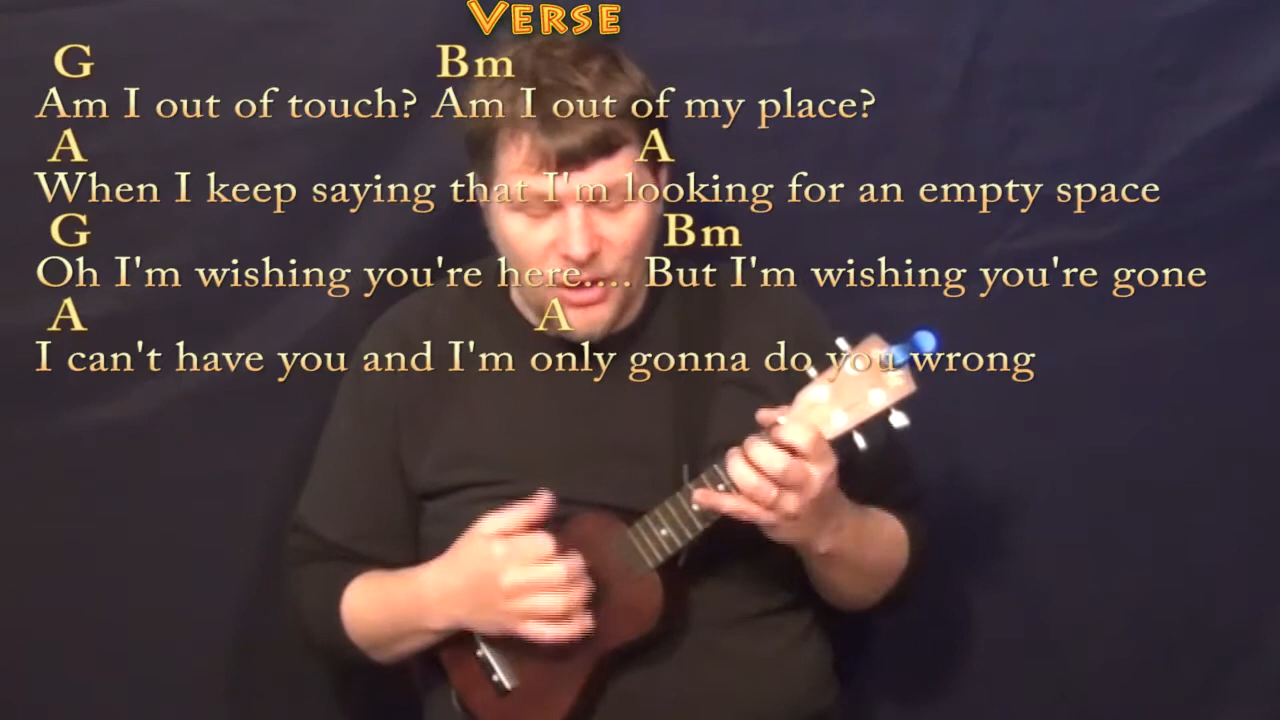 VERSE
G Bm
Am I out of touch? Am I out of my place?
A A
When I keep saying that I'm looking for an empty space
G Bm
Oh I'm wishing you're here.... But I'm wishing you're gone
A A
I can't have you and I'm only gonna do you wrong